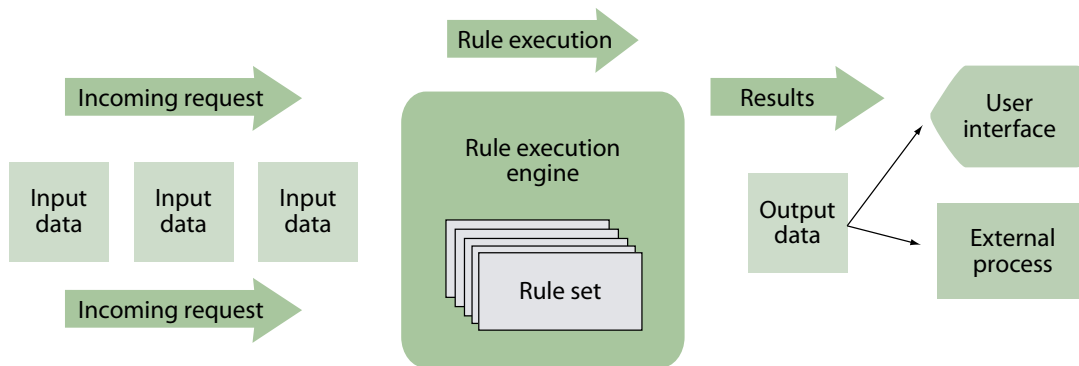 Rule execution
Incoming request
Results
User
interface
Rule execution
engine
Input
data
Input
data
Input
data
Output
data
External
process
Rule set
Incoming request